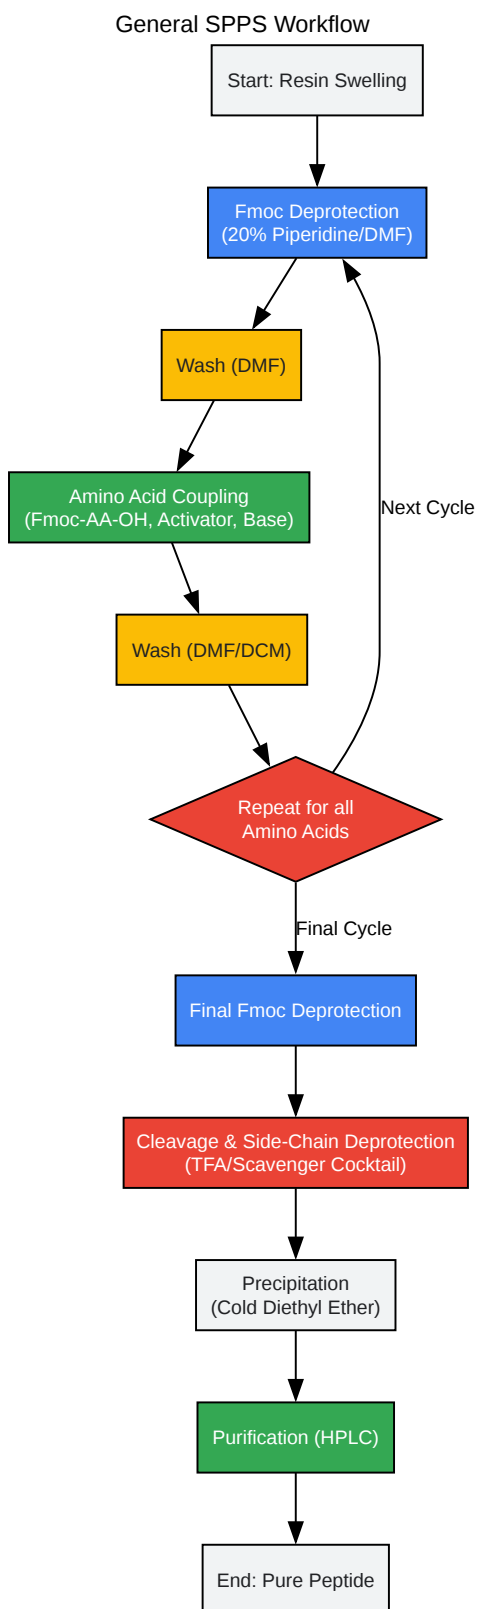 General SPPS Workflow
Start: Resin Swelling
Fmoc Deprotection
(20% Piperidine/DMF)
Wash (DMF)
Amino Acid Coupling
(Fmoc-AA-OH, Activator, Base)
Next Cycle
Wash (DMF/DCM)
Repeat for all
Amino Acids
Final Cycle
Final Fmoc Deprotection
Cleavage & Side-Chain Deprotection
(TFA/Scavenger Cocktail)
Precipitation
(Cold Diethyl Ether)
Purification (HPLC)
End: Pure Peptide